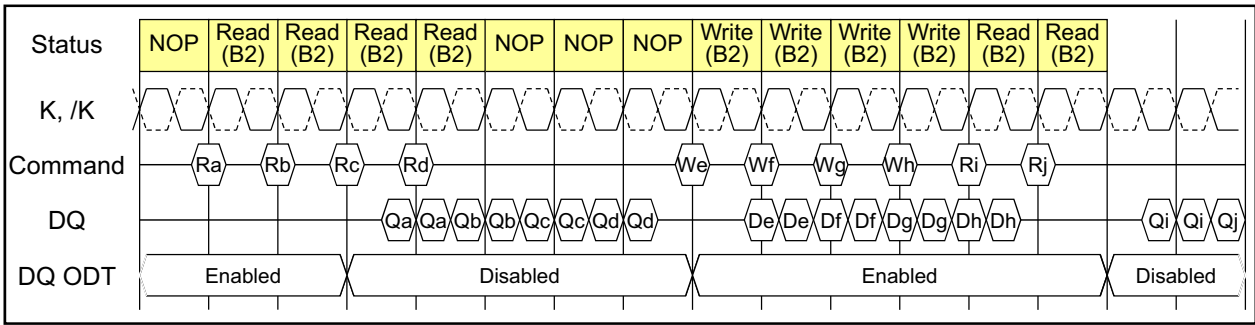 Status NOP Read (B2) Read (B2) Read (B2) Read (B2) NOP NOP NOP Write (B2) Write (B2) Write (B2) Write (B2) Read (B2) Read (B2)
K, /K
Command Ra Rb Rc Rd We Wf Wg Wh Ri Rj
DQ Qa Qa Qb Qb Qc Qc Qd Qd De De Df Df Dg Dg Dh Dh Qi Qi Qj
DQ ODT Enabled Disabled Enabled Disabled